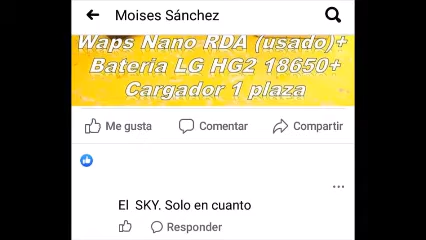 Moises Sánchez
Waps Nano RDA (usado)+
Bateria LG HG2 18650+
Cargador 1 plaza
Me gusta
Comentar
Compartir
El SKY. Solo en cuanto
Responder